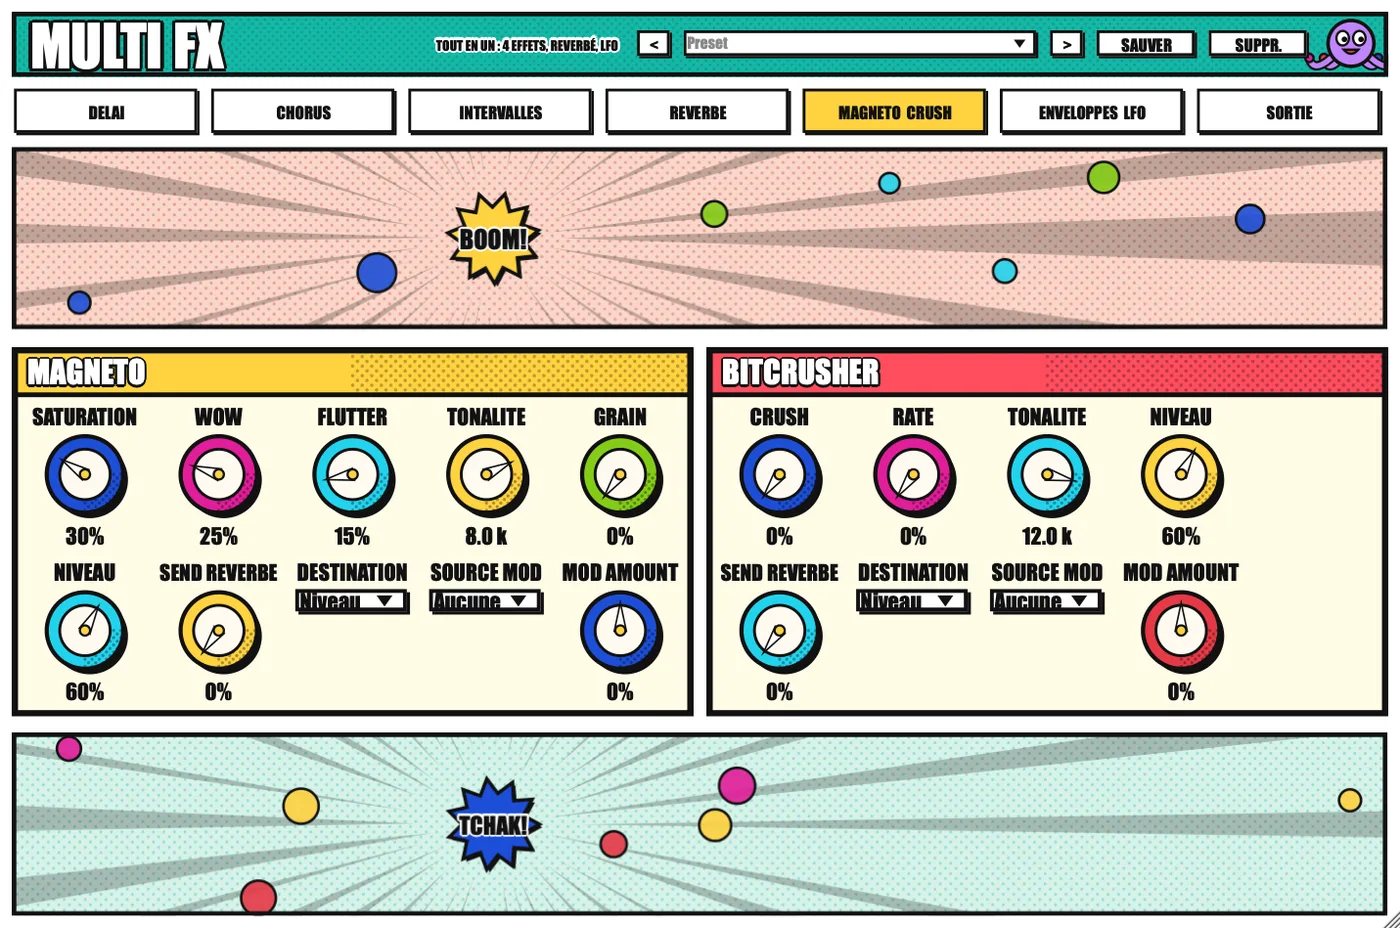 MULTI FX
TOUT EN UN : 4 EFFETS, REVERBÉ, LFO
<
Preset
>
SAUVER
SUPPR.
DELAI
CHORUS
INTERVALLES
REVERBE
MAGNETO CRUSH
ENVELOPPES LFO
SORTIE
BOOM!
MAGNETO
SATURATION WOW FLUTTER TONALITE GRAIN
30% 25% 15% 8.0 k 0%
NIVEAU SEND REVERBE DESTINATION SOURCE MOD MOD AMOUNT
Niveau Aucune
60% 0% 0%
BITCRUSHER
CRUSH RATE TONALITE NIVEAU
0% 0% 12.0 k 60%
SEND REVERBE DESTINATION SOURCE MOD MOD AMOUNT
Niveau Aucune
0% 0%
TCHAK!